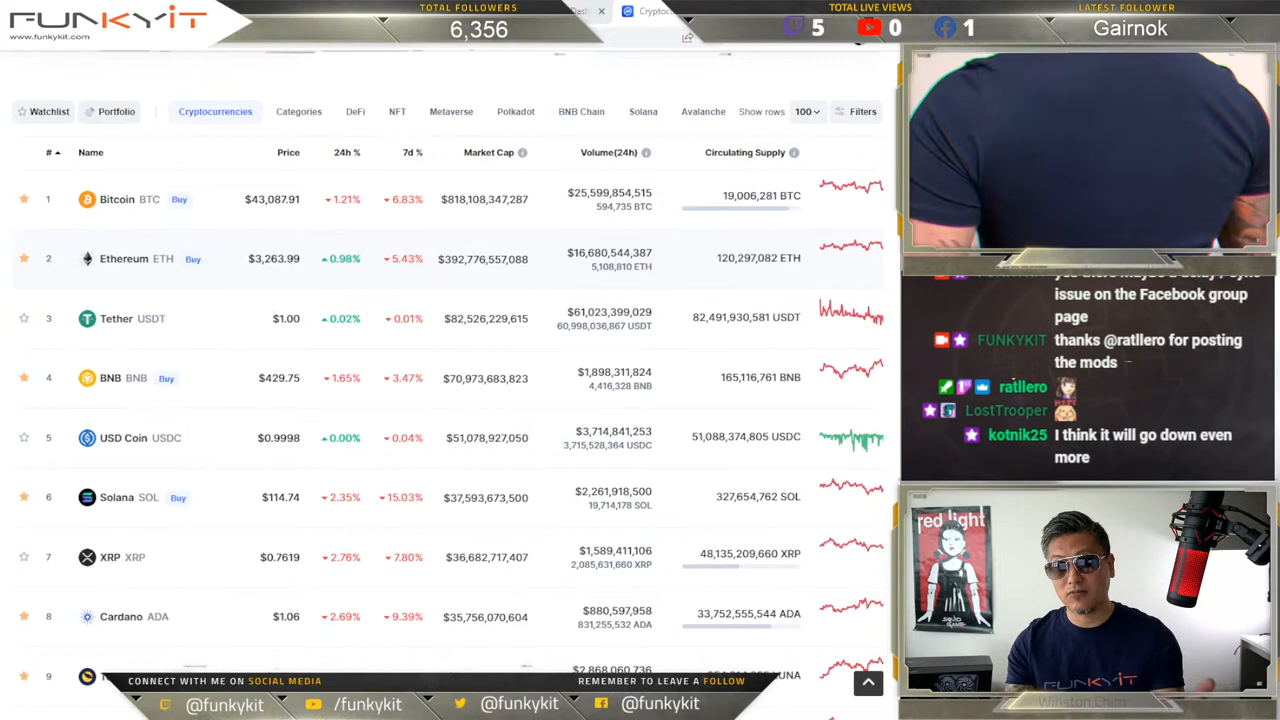 FUNKYIT
www.funkykit.com
TOTAL FOLLOWERS
6,356
TOTAL LIVE VIEWS
5 0 1
LATEST FOLLOWER
Gairnok
Watchlist Portfolio Cryptocurrencies Categories DeFi NFT Metaverse Polkadot BNB Chain Solana Avalanche Show rows 100 Filters
# Name Price 24h % 7d % Market Cap Volume(24h) Circulating Supply
1 Bitcoin BTC Buy $43,087.91 1.21% 6.83% $818,108,347,287 $25,599,854,515 19,006,281 BTC
594,735 BTC
2 Ethereum ETH Buy $3,263.99 0.98% 5.43% $392,776,557,088 $16,680,544,387 120,297,082 ETH
5,108,810 ETH
3 Tether USDT $1.00 0.02% 0.01% $82,526,229,615 $61,023,399,029 82,491,930,581 USDT
60,998,036,867 USDT
4 BNB BNB Buy $429.75 1.65% 3.47% $70,973,683,823 $1,898,311,824 165,116,761 BNB
4,416,328 BNB
5 USD Coin USDC $0.9998 0.00% 0.04% $51,078,927,050 $3,714,841,253 51,088,374,805 USDC
3,715,528,364 USDC
6 Solana SOL Buy $114.74 2.35% 15.03% $37,593,673,500 $2,261,918,500 327,654,762 SOL
19,714,178 SOL
7 XRP XRP $0.7619 2.76% 7.80% $36,682,717,407 $1,589,411,106 48,135,209,660 XRP
2,085,631,660 XRP
8 Cardano ADA $1.06 2.69% 9.39% $35,756,070,604 $880,597,958 33,752,555,544 ADA
831,255,532 ADA
9
issue on the Facebook group
page
FUNKYKIT thanks @ratllero for posting
the mods
ratllero
LostTrooper
kotnik25 I think it will go down even
more
red light
SQUID GAME
FUNKYIT
Winston Chim
CONNECT WITH ME ON SOCIAL MEDIA
REMEMBER TO LEAVE A FOLLOW
@funkykit /funkykit @funkykit @funkykit